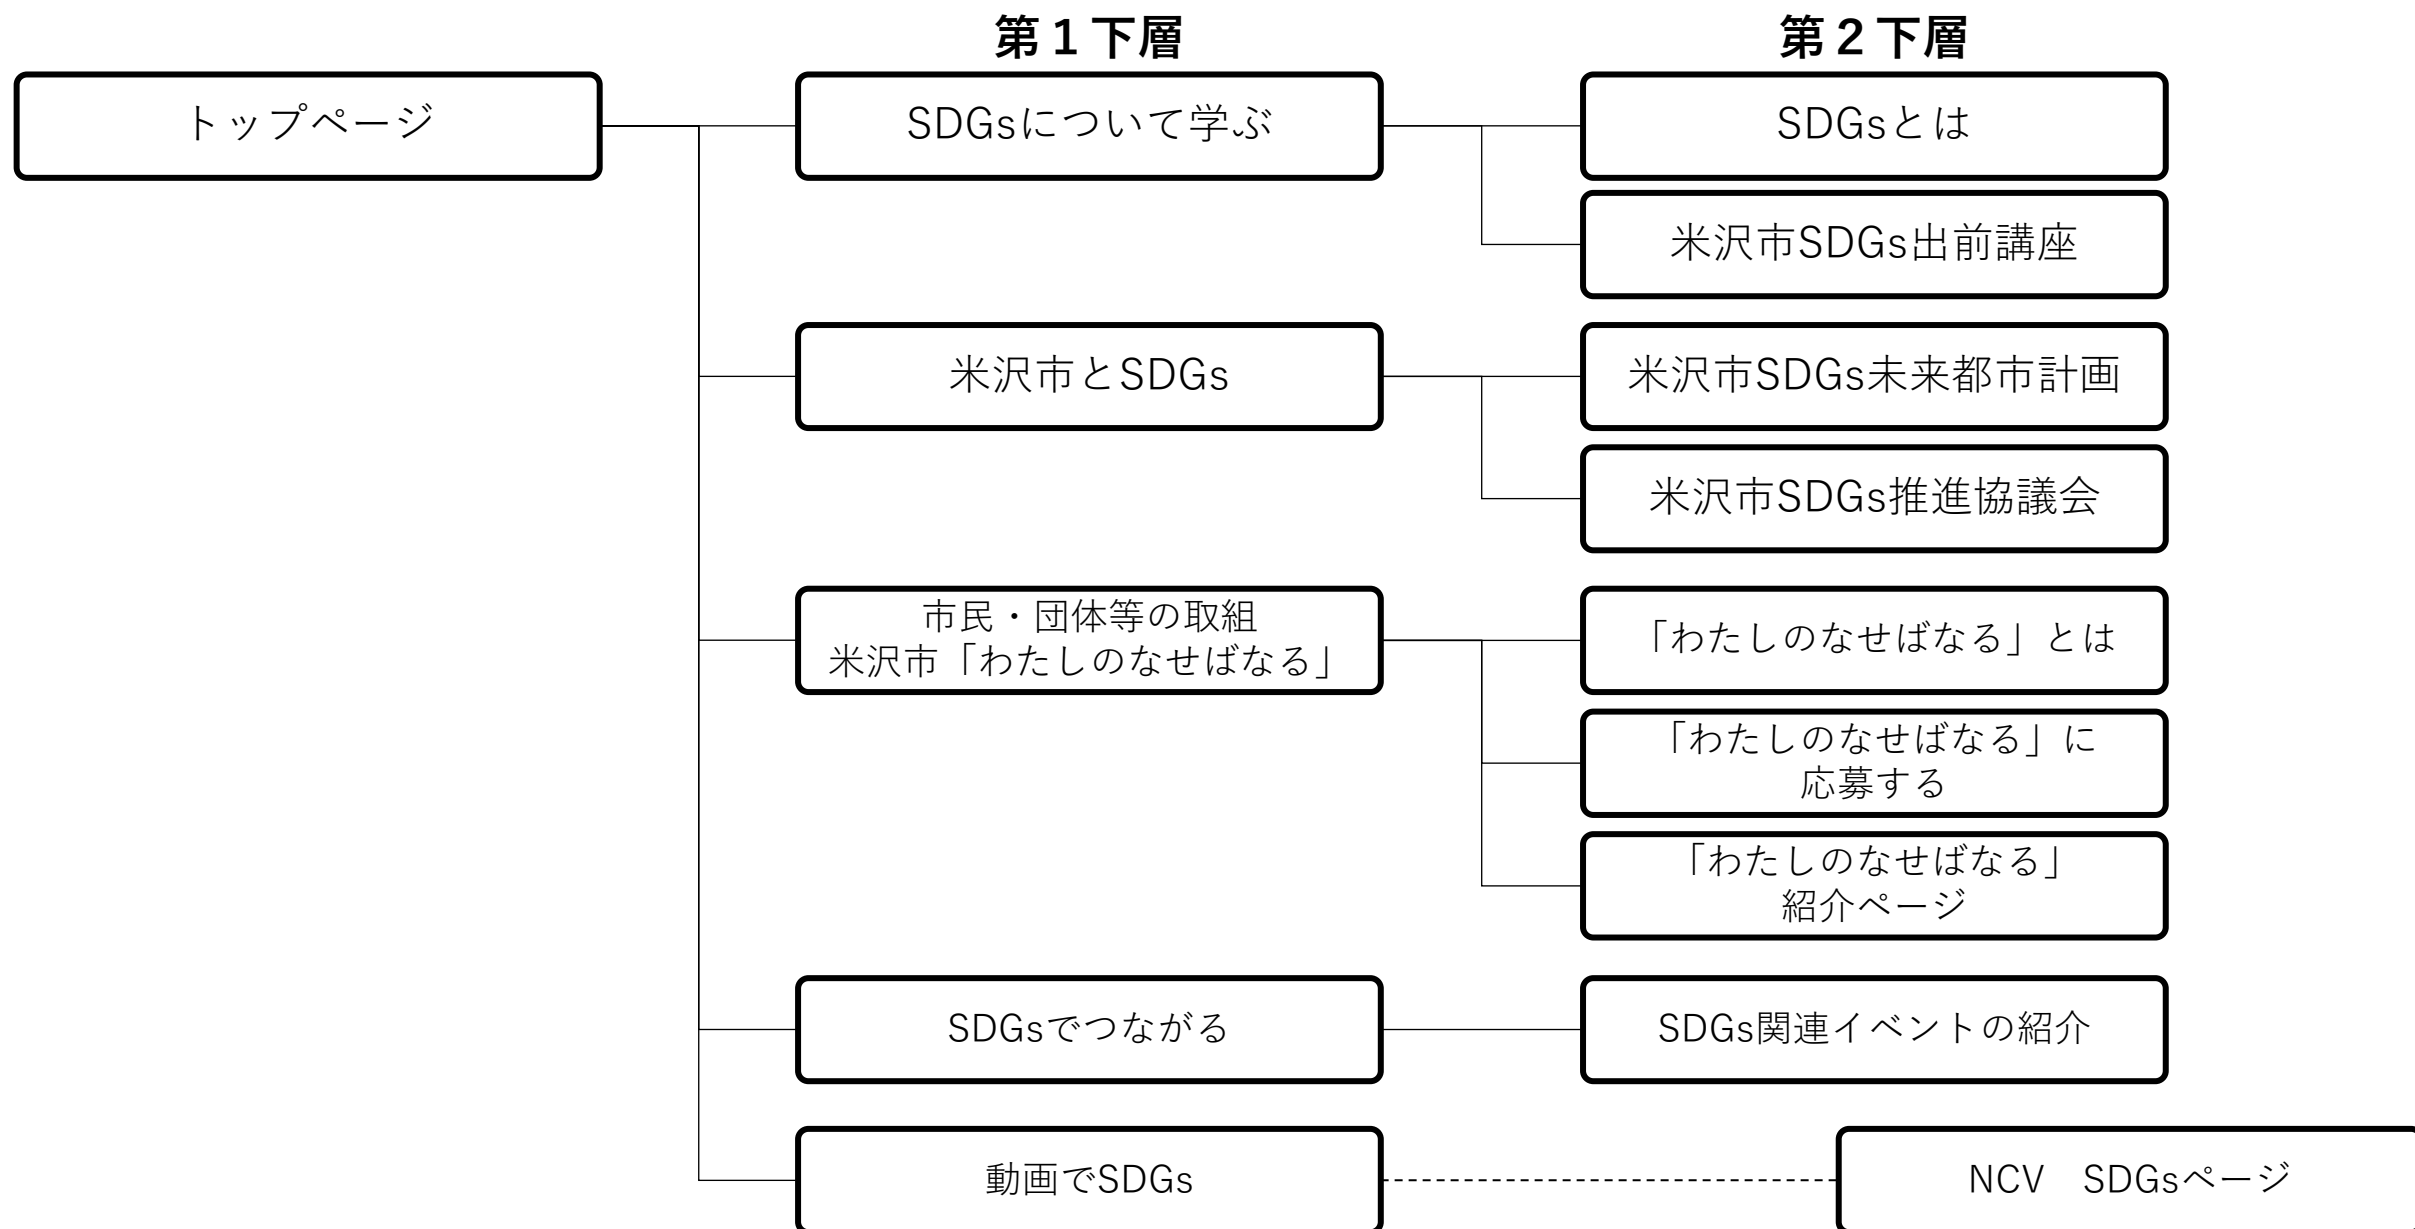 第１下層
第２下層
トップページ
SDGsについて学ぶ
SDGsとは
米沢市SDGs出前講座
米沢市とSDGs
米沢市SDGs未来都市計画
米沢市SDGs推進協議会
市民・団体等の取組
米沢市「わたしのなせばなる」
「わたしのなせばなる」とは
「わたしのなせばなる」に
応募する
「わたしのなせばなる」
紹介ページ
SDGsでつながる
SDGs関連イベントの紹介
動画でSDGs
NCV　SDGsページ